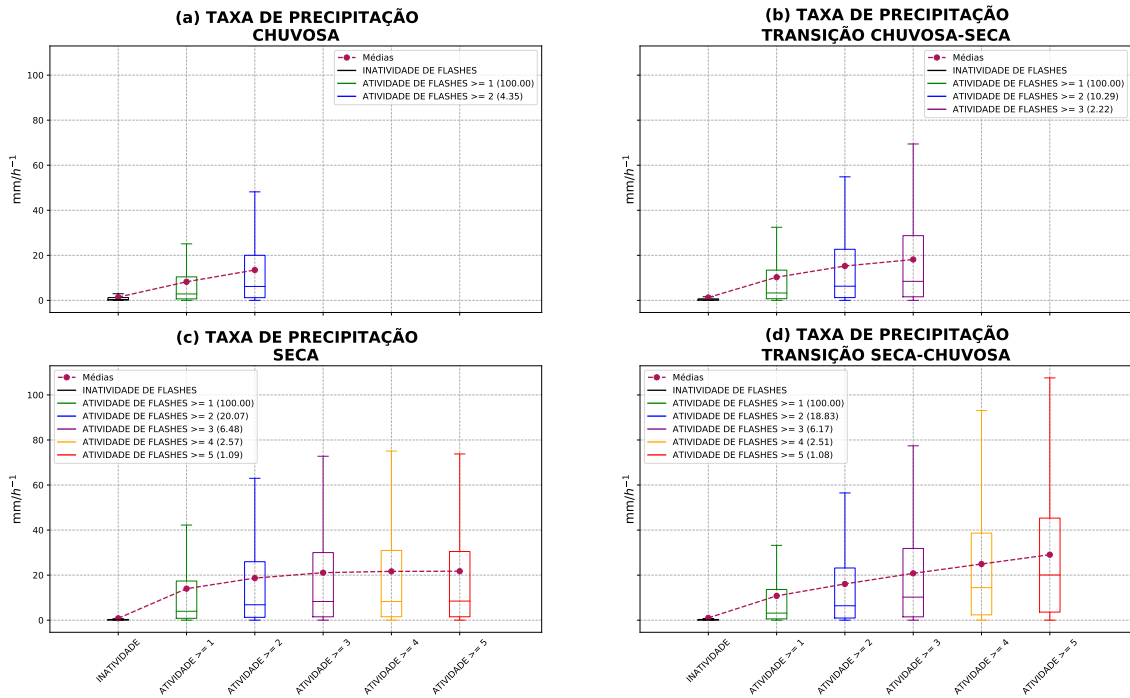 (a) TAXA DE PRECIPITAÇÃO
CHUVOSA
mm/h−1
100
80
60
40
20
0
Médias
INATIVIDADE DE FLASHES
ATIVIDADE DE FLASHES >= 1 (100.00)
ATIVIDADE DE FLASHES >= 2 (4.35)
(b) TAXA DE PRECIPITAÇÃO
TRANSIÇÃO CHUVOSA-SECA
mm/h−1
Médias
INATIVIDADE DE FLASHES
ATIVIDADE DE FLASHES >= 1 (100.00)
ATIVIDADE DE FLASHES >= 2 (10.29)
ATIVIDADE DE FLASHES >= 3 (2.22)
(c) TAXA DE PRECIPITAÇÃO
SECA
mm/h−1
100
80
60
40
20
0
Médias
INATIVIDADE DE FLASHES
ATIVIDADE DE FLASHES >= 1 (100.00)
ATIVIDADE DE FLASHES >= 2 (20.07)
ATIVIDADE DE FLASHES >= 3 (6.48)
ATIVIDADE DE FLASHES >= 4 (2.57)
ATIVIDADE DE FLASHES >= 5 (1.09)
INATIVIDADE
ATIVIDADE >= 1
ATIVIDADE >= 2
ATIVIDADE >= 3
ATIVIDADE >= 4
ATIVIDADE >= 5
(d) TAXA DE PRECIPITAÇÃO
TRANSIÇÃO SECA-CHUVOSA
mm/h−1
Médias
INATIVIDADE DE FLASHES
ATIVIDADE DE FLASHES >= 1 (100.00)
ATIVIDADE DE FLASHES >= 2 (18.83)
ATIVIDADE DE FLASHES >= 3 (6.17)
ATIVIDADE DE FLASHES >= 4 (2.51)
ATIVIDADE DE FLASHES >= 5 (1.08)
INATIVIDADE
ATIVIDADE >= 1
ATIVIDADE >= 2
ATIVIDADE >= 3
ATIVIDADE >= 4
ATIVIDADE >= 5